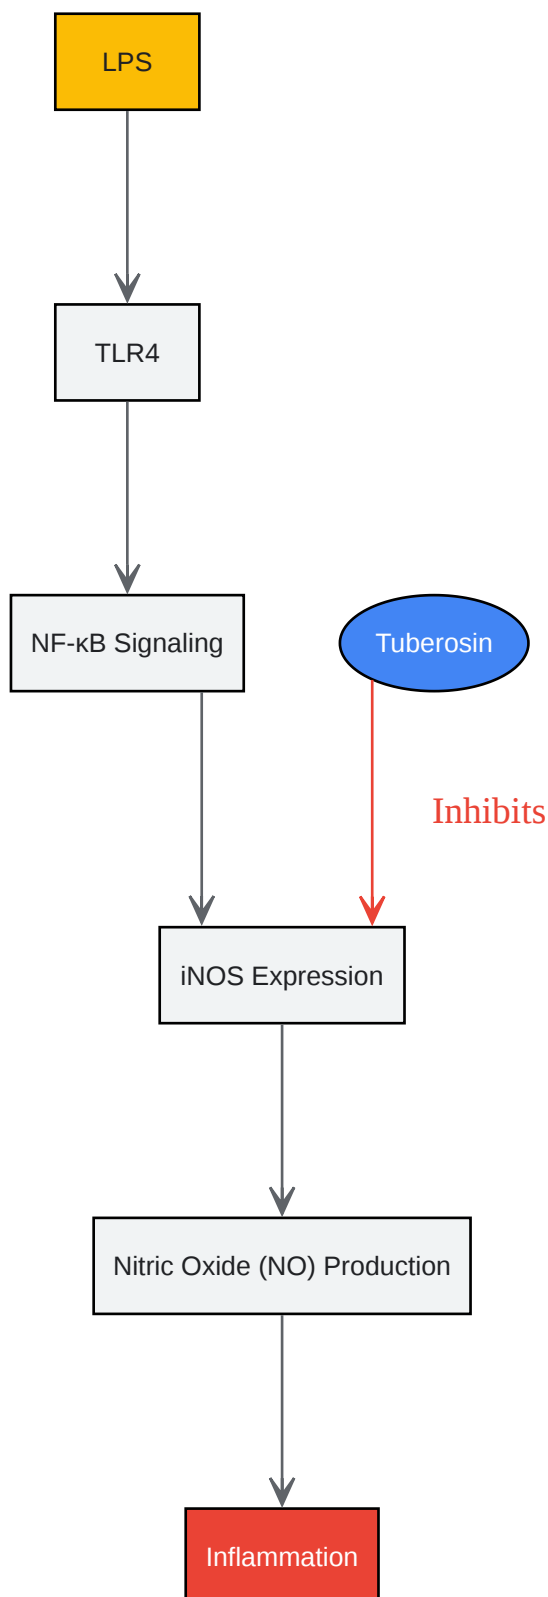 LPS
TLR4
NF-κB Signaling
Tuberosin
Inhibits
iNOS Expression
Nitric Oxide (NO) Production
Inflammation